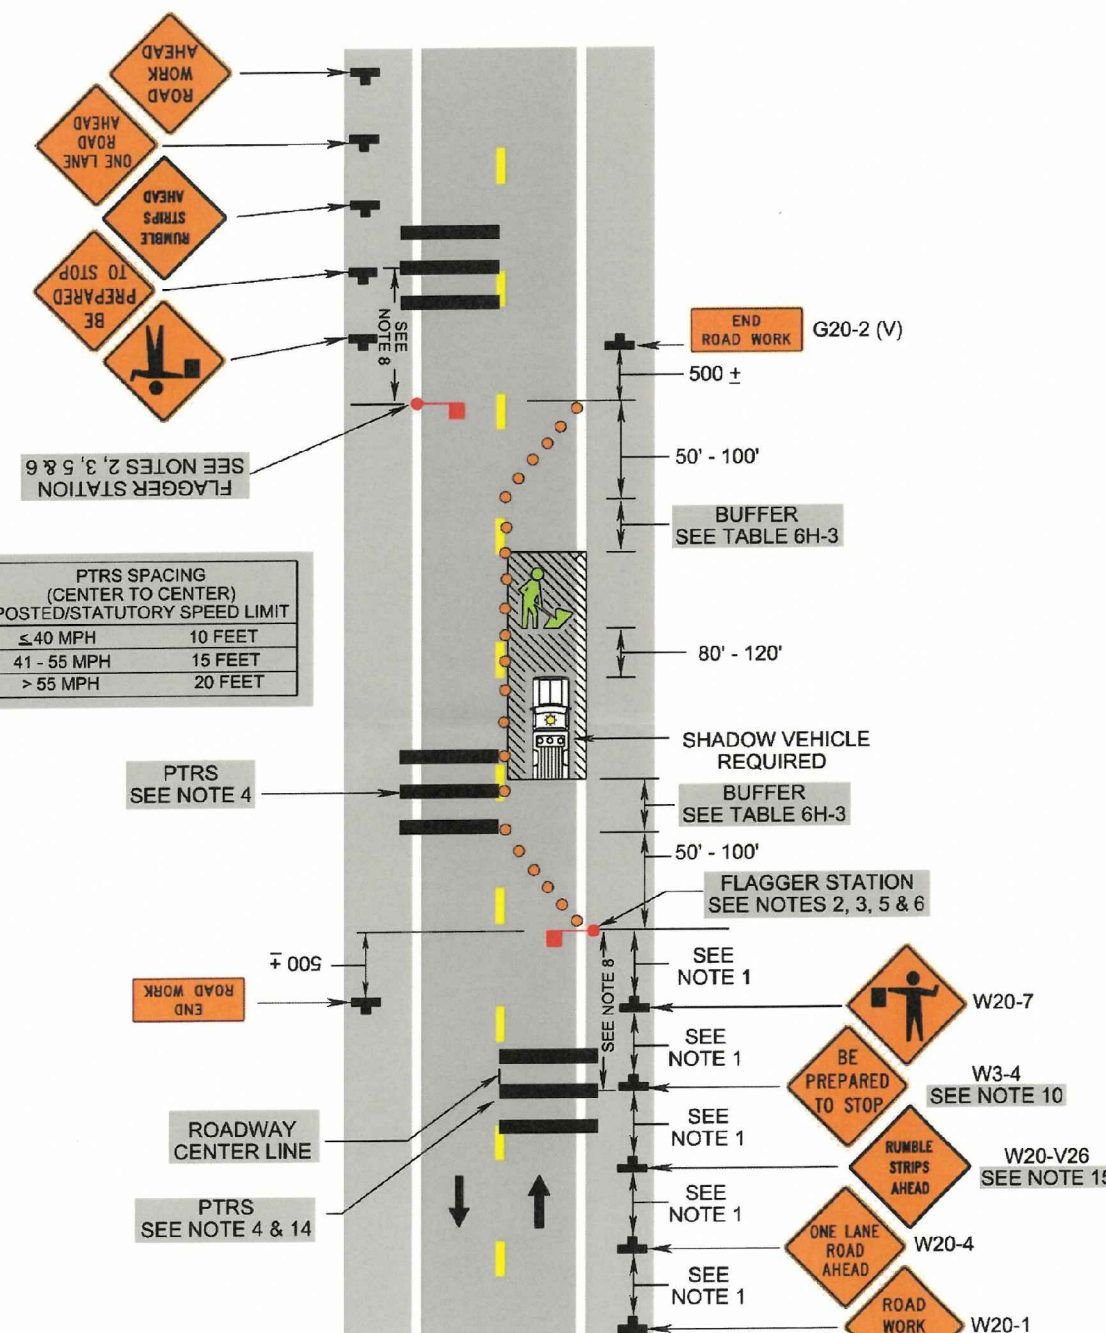 ROAD
WORK
AHEAD
ONE LANE
ROAD
AHEAD
RUMBLE
STRIPS
AHEAD
BE
PREPARED
TO STOP
SEE
NOTE 8
FLAGGER STATION
SEE NOTES 2, 3, 5 & 6
END
ROAD WORK
G20-2 (V)
500 ±
50' - 100'
BUFFER
SEE TABLE 6H-3
PTRS SPACING
(CENTER TO CENTER)
POSTED/STATUTORY SPEED LIMIT
≤ 40 MPH 10 FEET
41 - 55 MPH 15 FEET
> 55 MPH 20 FEET
80' - 120'
SHADOW VEHICLE
REQUIRED
PTRS
SEE NOTE 4
BUFFER
SEE TABLE 6H-3
50' - 100'
FLAGGER STATION
SEE NOTES 2, 3, 5 & 6
500 ±
END
ROAD WORK
SEE NOTE 8
SEE
NOTE 1
W20-7
SEE
NOTE 1
BE
PREPARED
TO STOP
W3-4
SEE NOTE 10
ROADWAY
CENTER LINE
SEE
NOTE 1
RUMBLE
STRIPS
AHEAD
W20-V26
SEE NOTE 15
PTRS
SEE NOTE 4 & 14
SEE
NOTE 1
ONE LANE
ROAD
AHEAD
W20-4
SEE
NOTE 1
ROAD
WORK
W20-1